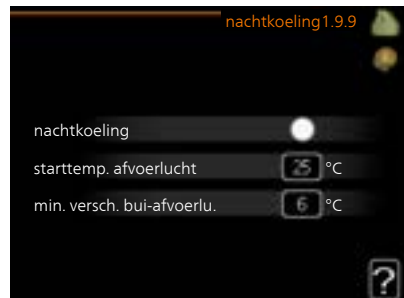 nachtkoeling1.9.9
nachtkoeling
starttemp. afvoerlucht 25 °C
min. versch. bui-afvoerlu. 6 °C
?